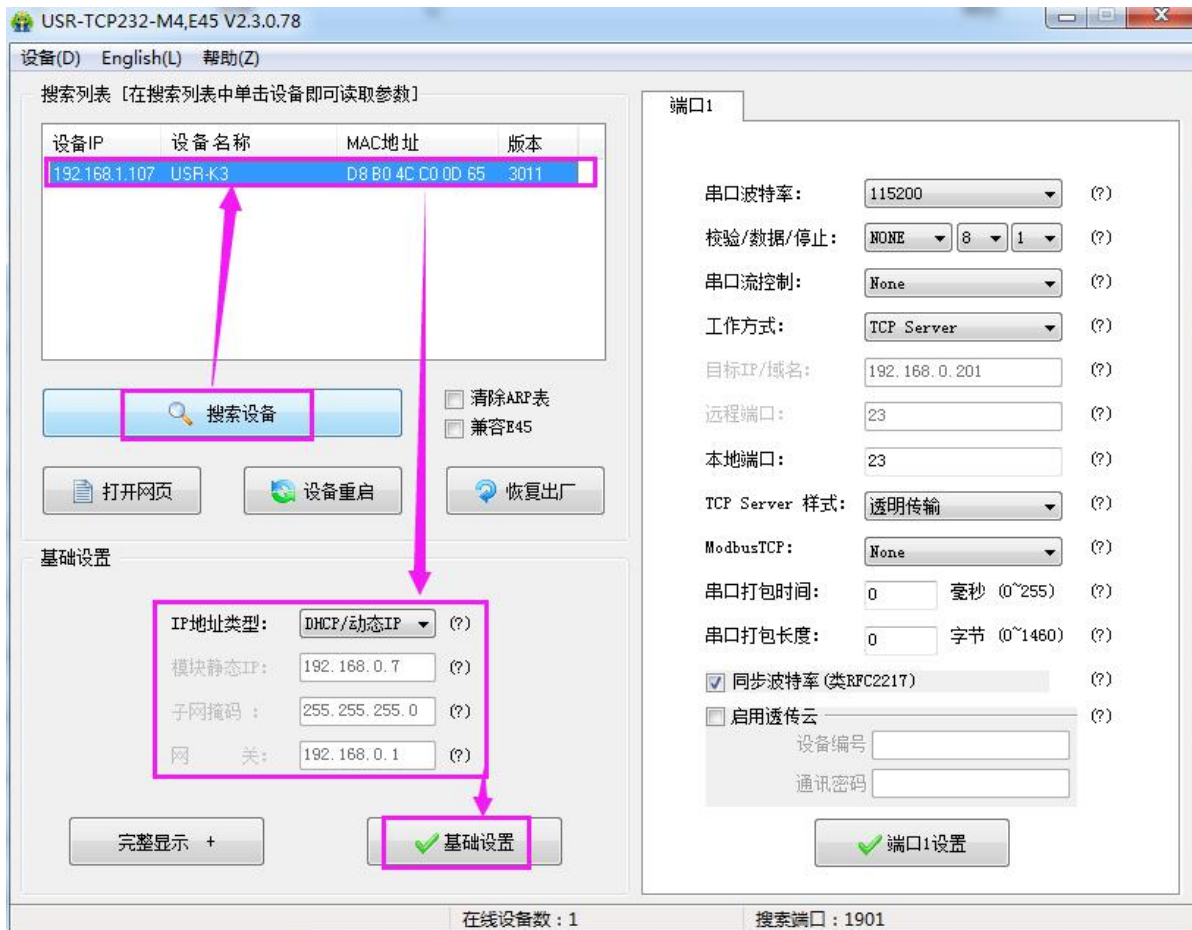 USR-TCP232-M4,E45 V2.3.0.78
设备(D) English(L) 帮助(Z)
搜索列表 [在搜索列表中单击设备即可读取参数]
设备IP 设备名称 MAC地址 版本
192.168.1.107 USR-K3 D8 B0 4C C0 0D 65 3011
搜索设备
清除ARP表
兼容E45
打开网页 设备重启 恢复出厂
基础设置
IP地址类型: DHCP/动态IP (?)
模块静态IP: 192.168.0.7 (?)
子网掩码 : 255.255.255.0 (?)
网 关: 192.168.0.1 (?)
完整显示 + 基础设置
端口1
串口波特率: 115200 (?)
校验/数据/停止: NONE 8 1 (?)
串口流控制: None (?)
工作方式: TCP Server (?)
目标IP/域名: 192.168.0.201 (?)
远程端口: 23 (?)
本地端口: 23 (?)
TCP Server 样式: 透明传输 (?)
ModbusTCP: None (?)
串口打包时间: 0 毫秒 (0~255) (?)
串口打包长度: 0 字节 (0~1460) (?)
同步波特率(类RFC2217) (?)
启用透传云 (?)
设备编号
通讯密码
端口1设置
在线设备数:1 搜索端口:1901